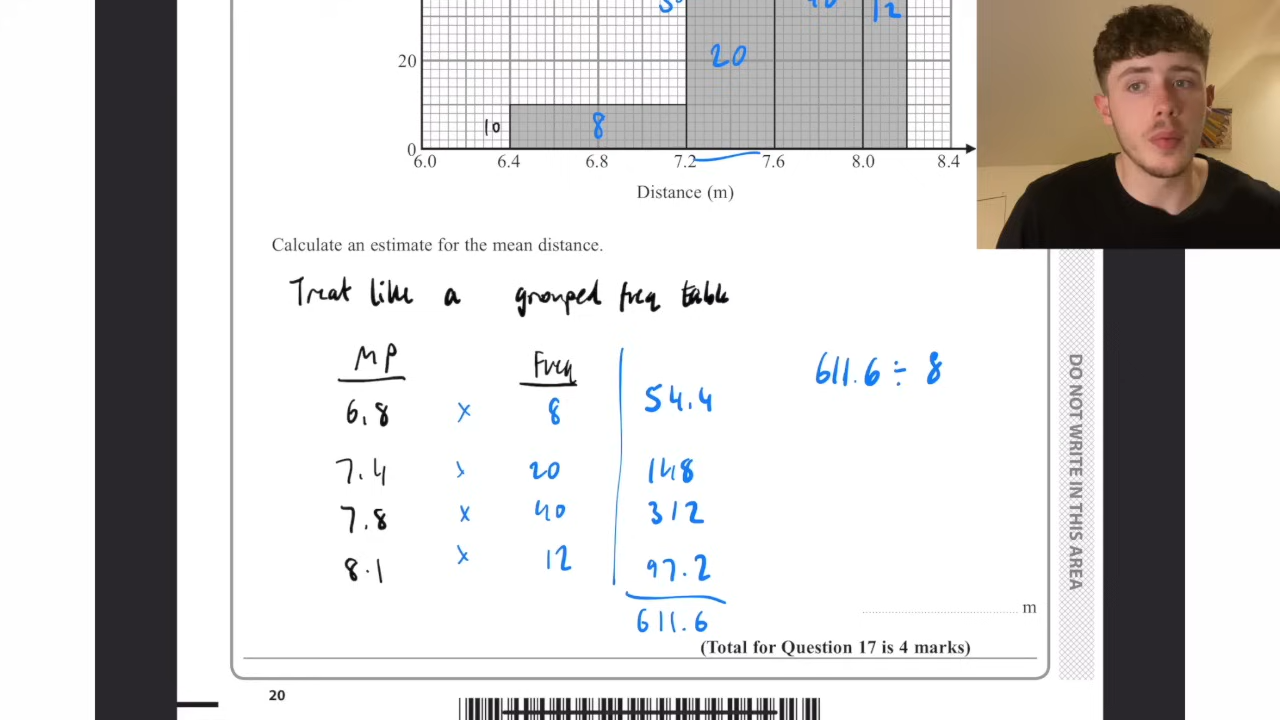 40
12
20
20
10
8
0
6.0 6.4 6.8 7.2 7.6 8.0 8.4
Distance (m)
Calculate an estimate for the mean distance.
Treat like a grouped freq table
MP Freq
6.8 × 8 54.4
7.4 × 20 148
7.8 × 40 312
8.1 × 12 97.2
611.6
611.6 ÷ 8
m
(Total for Question 17 is 4 marks)
20
DO NOT WRITE IN THIS AREA